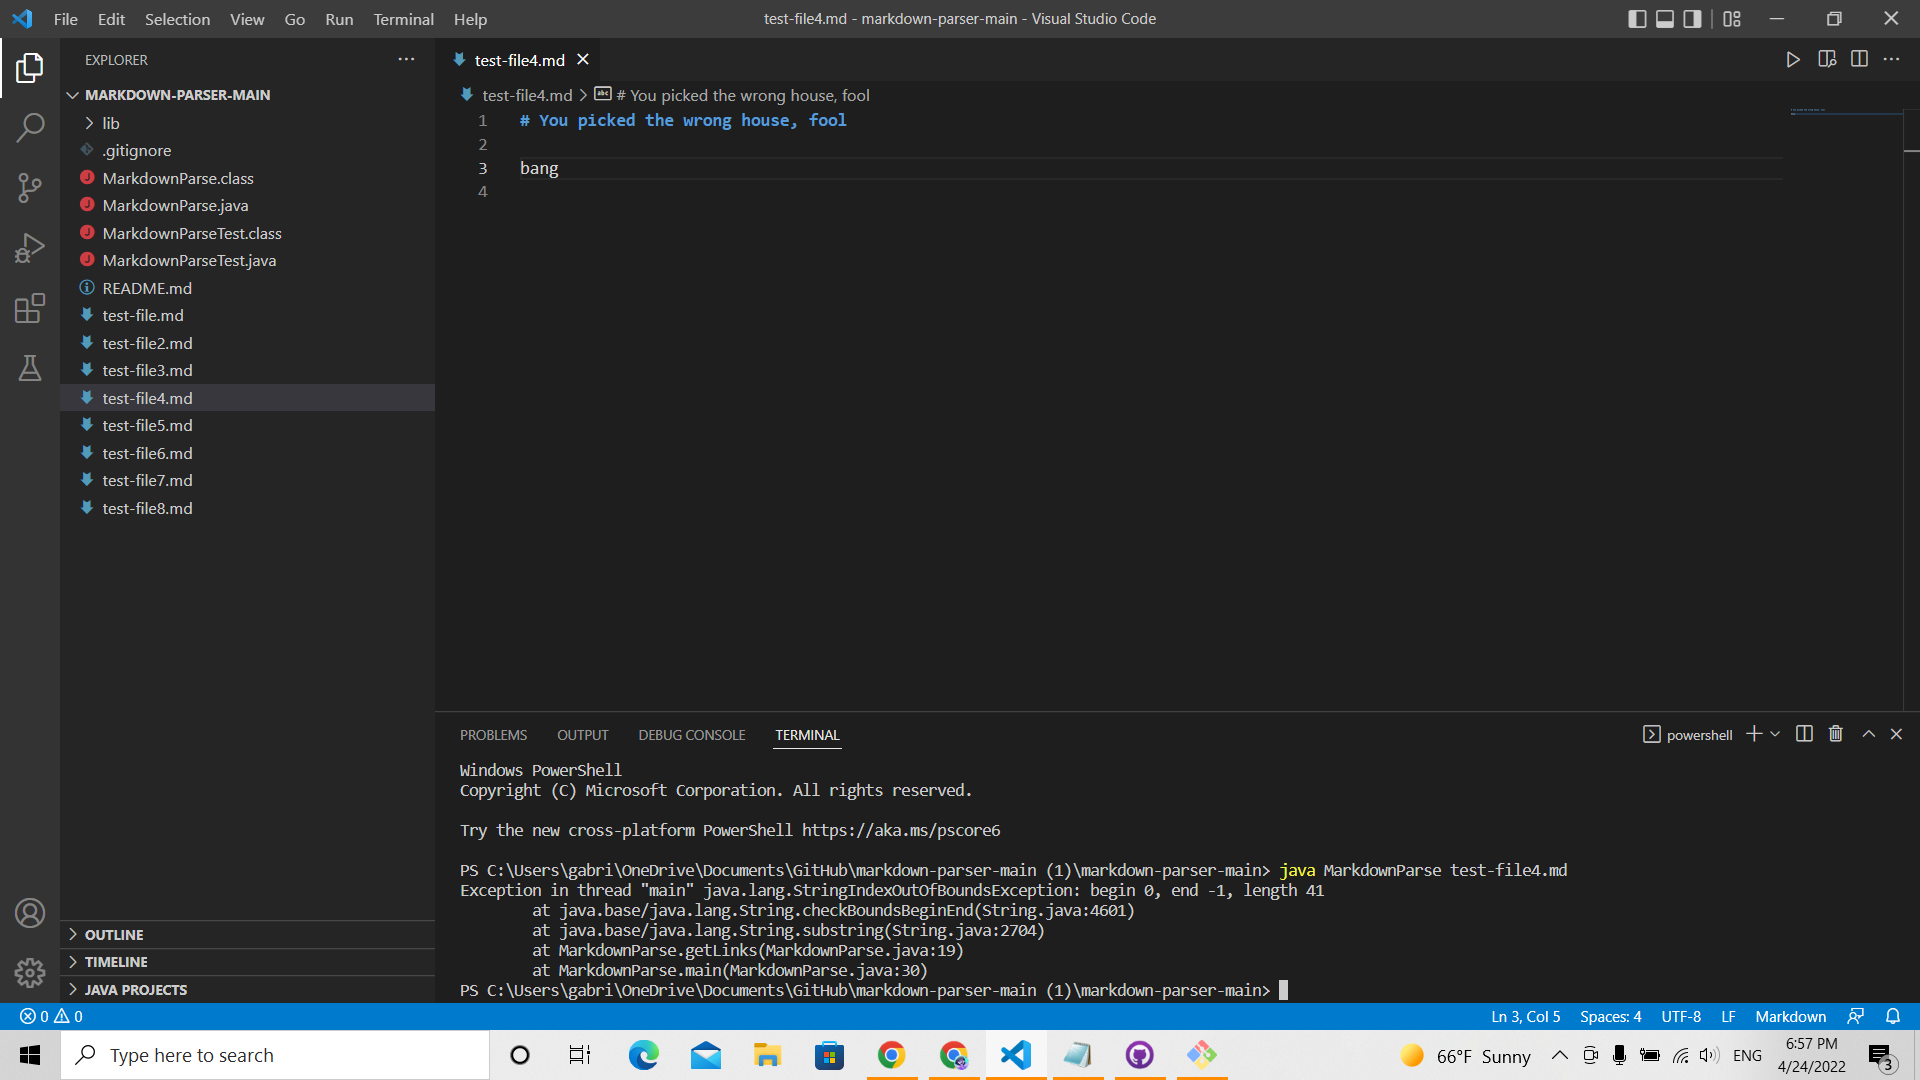 File Edit Selection View Go Run Terminal Help
test-file4.md - markdown-parser-main - Visual Studio Code
EXPLORER
MARKDOWN-PARSER-MAIN
lib
.gitignore
MarkdownParse.class
MarkdownParse.java
MarkdownParseTest.class
MarkdownParseTest.java
README.md
test-file.md
test-file2.md
test-file3.md
test-file4.md
test-file5.md
test-file6.md
test-file7.md
test-file8.md
OUTLINE
TIMELINE
JAVA PROJECTS
test-file4.md
test-file4.md > # You picked the wrong house, fool
1 # You picked the wrong house, fool
2
3 bang
4
PROBLEMS OUTPUT DEBUG CONSOLE TERMINAL
powershell
Windows PowerShell
Copyright (C) Microsoft Corporation. All rights reserved.
Try the new cross-platform PowerShell https://aka.ms/pscore6
PS C:\Users\gabri\OneDrive\Documents\GitHub\markdown-parser-main (1)\markdown-parser-main> java MarkdownParse test-file4.md
Exception in thread "main" java.lang.StringIndexOutOfBoundsException: begin 0, end -1, length 41
at java.base/java.lang.String.checkBoundsBeginEnd(String.java:4601)
at java.base/java.lang.String.substring(String.java:2704)
at MarkdownParse.getLinks(MarkdownParse.java:19)
at MarkdownParse.main(MarkdownParse.java:30)
PS C:\Users\gabri\OneDrive\Documents\GitHub\markdown-parser-main (1)\markdown-parser-main>
0 0
Ln 3, Col 5 Spaces: 4 UTF-8 LF Markdown
Type here to search
66°F Sunny
ENG
6:57 PM
4/24/2022
3